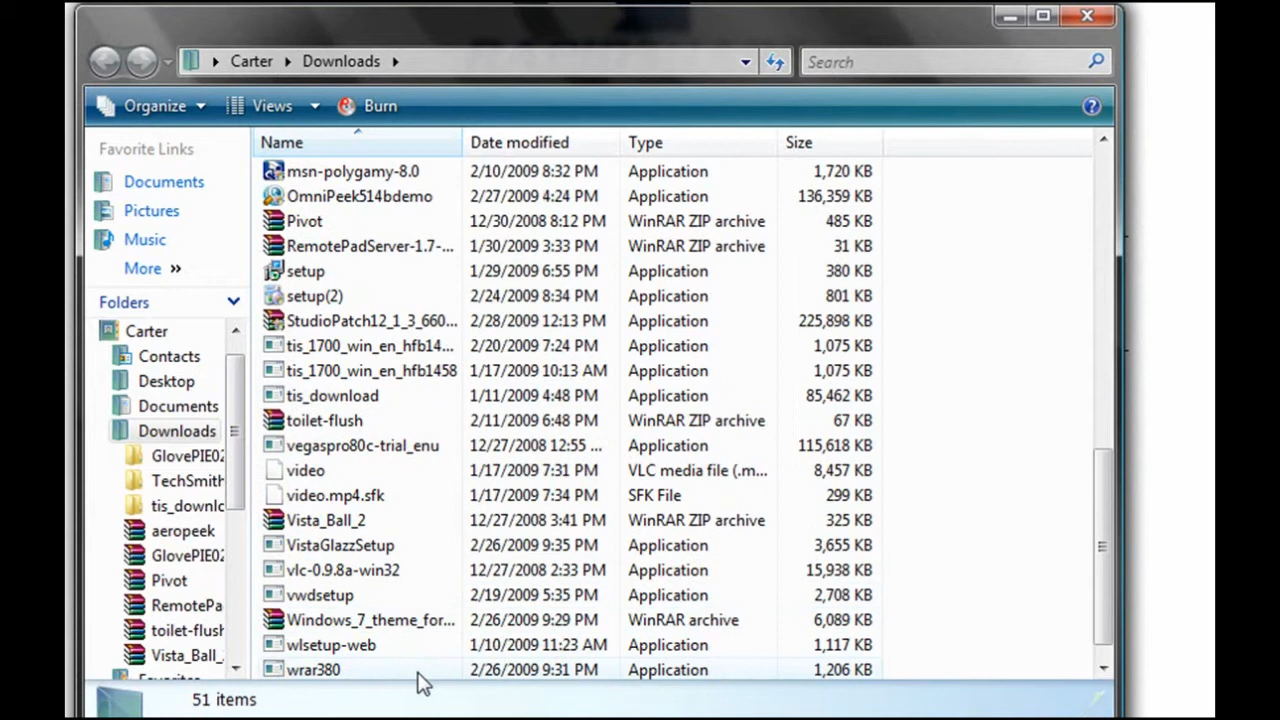 Carter Downloads Search
Organize Views Burn
Favorite Links
Documents
Pictures
Music
More »
Folders
Carter
Contacts
Desktop
Documents
Downloads
GlovePIE02
TechSmith
tis_downlo
aeropeek
GlovePIE02
Pivot
RemotePa
toilet-flush
Vista_Ball_
Name Date modified Type Size
msn-polygamy-8.0 2/10/2009 8:32 PM Application 1,720 KB
OmniPeek514bdemo 2/27/2009 4:24 PM Application 136,359 KB
Pivot 12/30/2008 8:12 PM WinRAR ZIP archive 485 KB
RemotePadServer-1.7-... 1/30/2009 3:33 PM WinRAR ZIP archive 31 KB
setup 1/29/2009 6:55 PM Application 380 KB
setup(2) 2/24/2009 8:34 PM Application 801 KB
StudioPatch12_1_3_660... 2/28/2009 12:13 PM Application 225,898 KB
tis_1700_win_en_hfb14... 2/20/2009 7:24 PM Application 1,075 KB
tis_1700_win_en_hfb1458 1/17/2009 10:13 AM Application 1,075 KB
tis_download 1/11/2009 4:48 PM Application 85,462 KB
toilet-flush 2/11/2009 6:48 PM WinRAR ZIP archive 67 KB
vegaspro80c-trial_enu 12/27/2008 12:55 ... Application 115,618 KB
video 1/17/2009 7:31 PM VLC media file (.m... 8,457 KB
video.mp4.sfk 1/17/2009 7:34 PM SFK File 299 KB
Vista_Ball_2 12/27/2008 3:41 PM WinRAR ZIP archive 325 KB
VistaGlazzSetup 2/26/2009 9:35 PM Application 3,655 KB
vlc-0.9.8a-win32 12/27/2008 2:33 PM Application 15,938 KB
vwdsetup 2/19/2009 5:35 PM Application 2,708 KB
Windows_7_theme_for... 2/26/2009 9:29 PM WinRAR archive 6,089 KB
wlsetup-web 1/10/2009 11:23 AM Application 1,117 KB
wrar380 2/26/2009 9:31 PM Application 1,206 KB
51 items